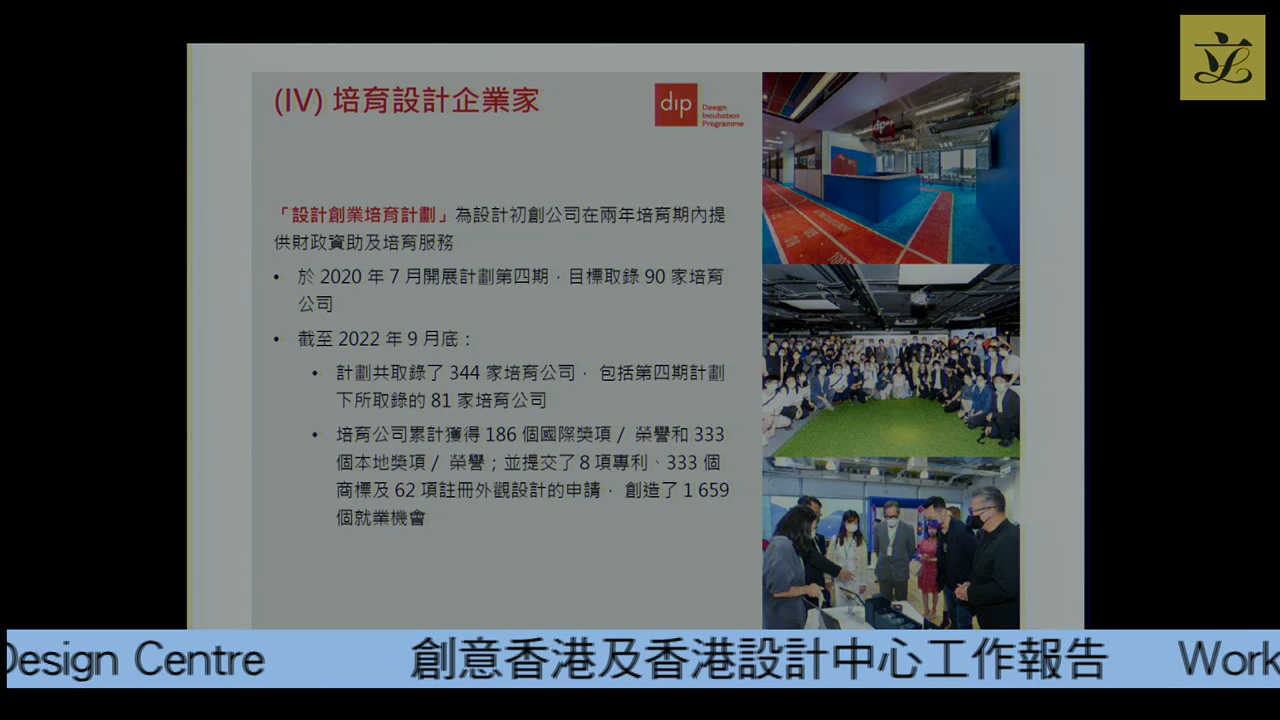 (IV) 培育設計企業家
dip
Design
Incubation
Programme
「設計創業培育計劃」為設計初創公司在兩年培育期內提
供財政資助及培育服務
• 於 2020 年 7 月開展計劃第四期，目標取錄 90 家培育
公司
• 截至 2022 年 9 月底：
• 計劃共取錄了 344 家培育公司， 包括第四期計劃
下所取錄的 81 家培育公司
• 培育公司累計獲得 186 個國際獎項 / 榮譽和 333
個本地獎項 / 榮譽；並提交了 8 項專利、333 個
商標及 62 項註冊外觀設計的申請， 創造了 1 659
個就業機會
dip
Design Centre 創意香港及香港設計中心工作報告 Work